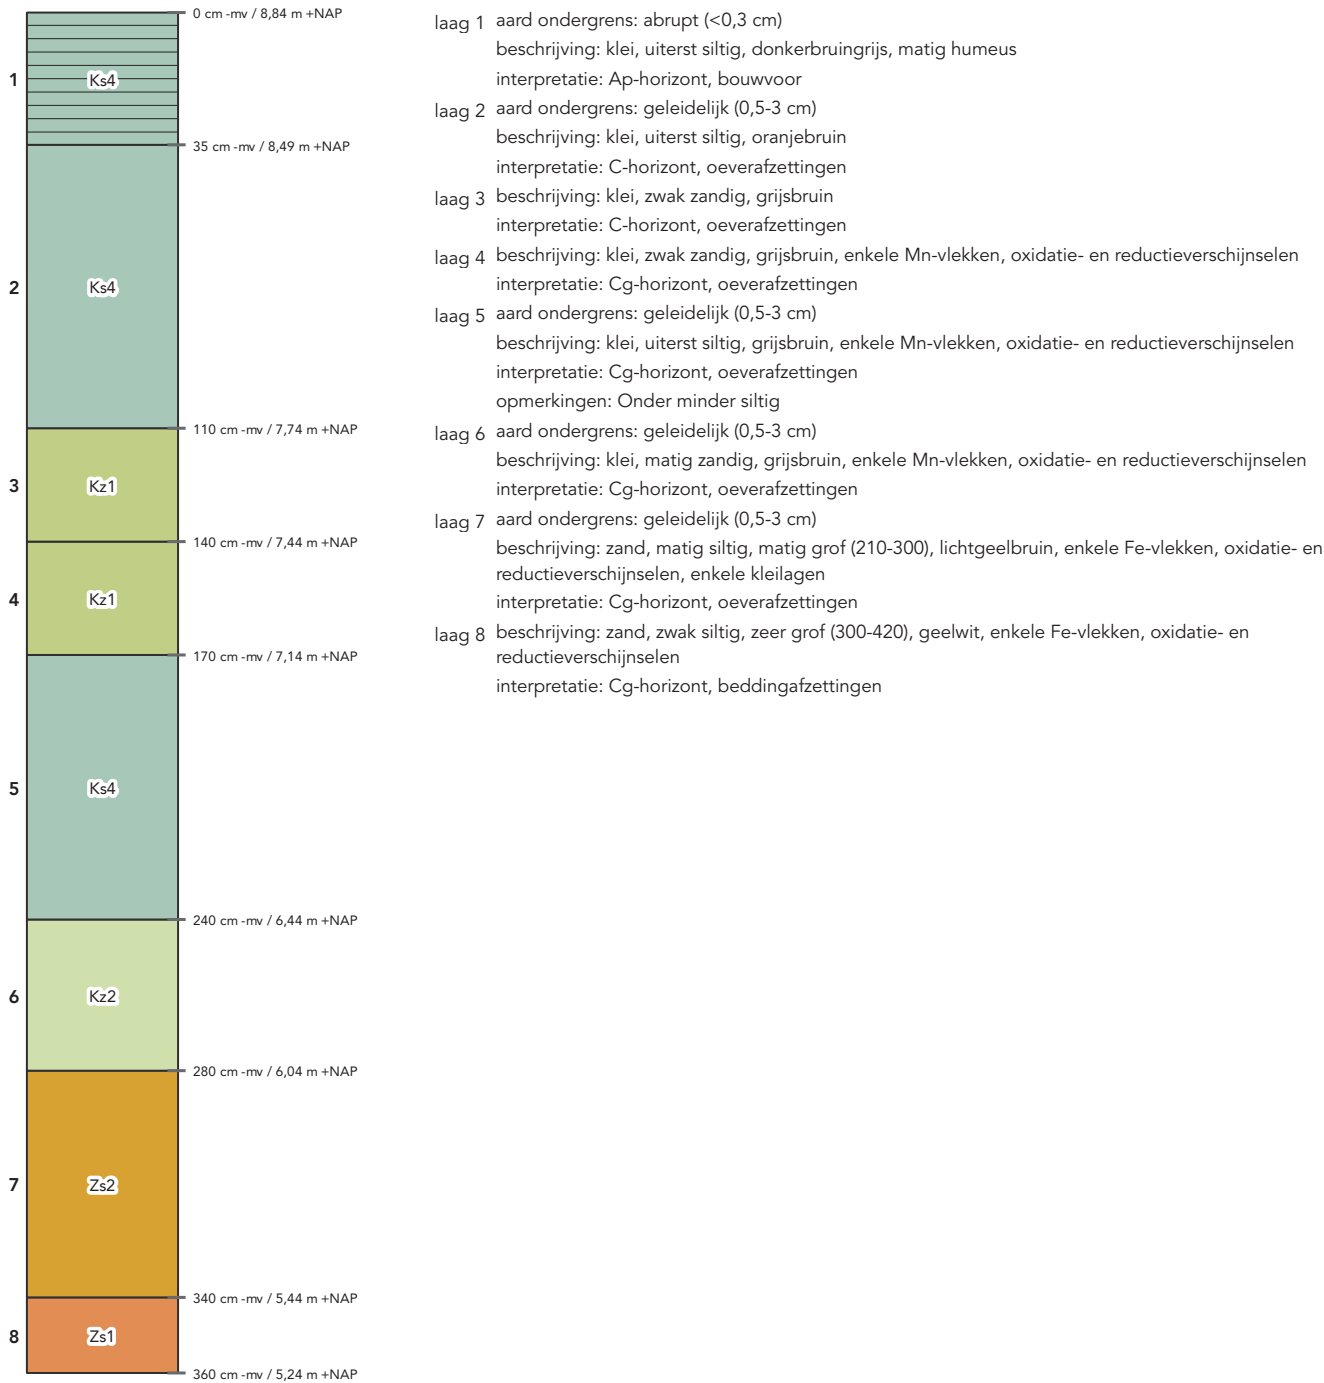 0 cm -mv / 8,84 m +NAP
1
Ks4
35 cm -mv / 8,49 m +NAP
2
Ks4
110 cm -mv / 7,74 m +NAP
3
Kz1
140 cm -mv / 7,44 m +NAP
4
Kz1
170 cm -mv / 7,14 m +NAP
5
Ks4
240 cm -mv / 6,44 m +NAP
6
Kz2
280 cm -mv / 6,04 m +NAP
7
Zs2
340 cm -mv / 5,44 m +NAP
8
Zs1
360 cm -mv / 5,24 m +NAP
laag 1 aard ondergrens: abrupt (<0,3 cm)
beschrijving: klei, uiterst siltig, donkerbruingrijs, matig humeus
interpretatie: Ap-horizont, bouwvoor
laag 2 aard ondergrens: geleidelijk (0,5-3 cm)
beschrijving: klei, uiterst siltig, oranjebruin
interpretatie: C-horizont, oeverafzettingen
laag 3 beschrijving: klei, zwak zandig, grijsbruin
interpretatie: C-horizont, oeverafzettingen
laag 4 beschrijving: klei, zwak zandig, grijsbruin, enkele Mn-vlekken, oxidatie- en reductieverschijnselen
interpretatie: Cg-horizont, oeverafzettingen
laag 5 aard ondergrens: geleidelijk (0,5-3 cm)
beschrijving: klei, uiterst siltig, grijsbruin, enkele Mn-vlekken, oxidatie- en reductieverschijnselen
interpretatie: Cg-horizont, oeverafzettingen
opmerkingen: Onder minder siltig
laag 6 aard ondergrens: geleidelijk (0,5-3 cm)
beschrijving: klei, matig zandig, grijsbruin, enkele Mn-vlekken, oxidatie- en reductieverschijnselen
interpretatie: Cg-horizont, oeverafzettingen
laag 7 aard ondergrens: geleidelijk (0,5-3 cm)
beschrijving: zand, matig siltig, matig grof (210-300), lichtgeelbruin, enkele Fe-vlekken, oxidatie- en
reductieverschijnselen, enkele kleilagen
interpretatie: Cg-horizont, oeverafzettingen
laag 8 beschrijving: zand, zwak siltig, zeer grof (300-420), geelwit, enkele Fe-vlekken, oxidatie- en
reductieverschijnselen
interpretatie: Cg-horizont, beddingafzettingen